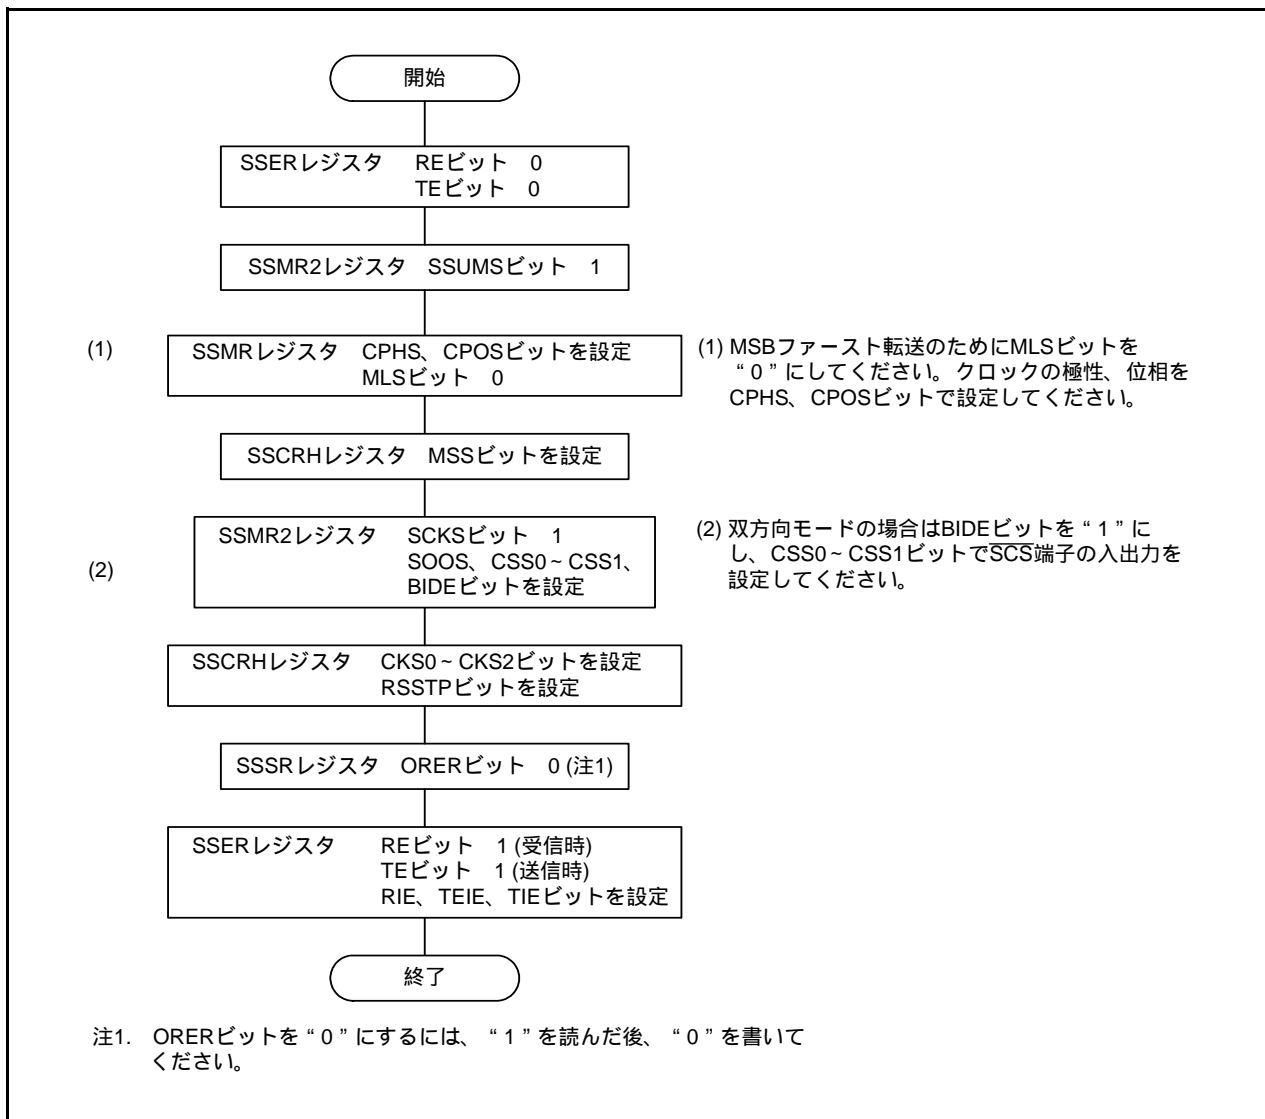 開始
SSERレジスタ REビット 0
TEビット 0
SSMR2レジスタ SSUMSビット 1
(1)
SSMRレジスタ CPHS、CPOSビットを設定
MLSビット 0
(1) MSBファースト転送のためにMLSビットを
“0”にしてください。クロックの極性、位相を
CPHS、CPOSビットで設定してください。
SSCRHレジスタ MSSビットを設定
(2)
SSMR2レジスタ SCKSビット 1
SOOS、CSS0~CSS1、
BIDEビットを設定
(2) 双方向モードの場合はBIDEビットを“1”に
し、CSS0~CSS1ビットでSCS端子の入出力を
設定してください。
SSCRHレジスタ CKS0~CKS2ビットを設定
RSSTPビットを設定
SSSRレジスタ ORERビット 0 (注1)
SSERレジスタ REビット 1 (受信時)
TEビット 1 (送信時)
RIE、TEIE、TIEビットを設定
終了
注1. ORERビットを“0”にするには、“1”を読んだ後、“0”を書いて
ください。